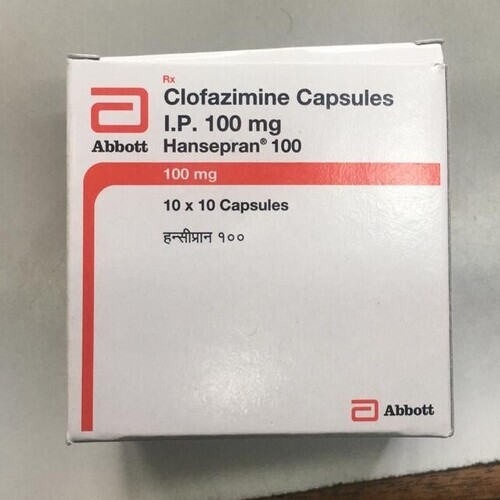 Rx
Clofazimine Capsules
I.P. 100 mg
Abbott
Hansepran® 100
100 mg
10 x 10 Capsules
हन्सीप्रान १००
Abbott